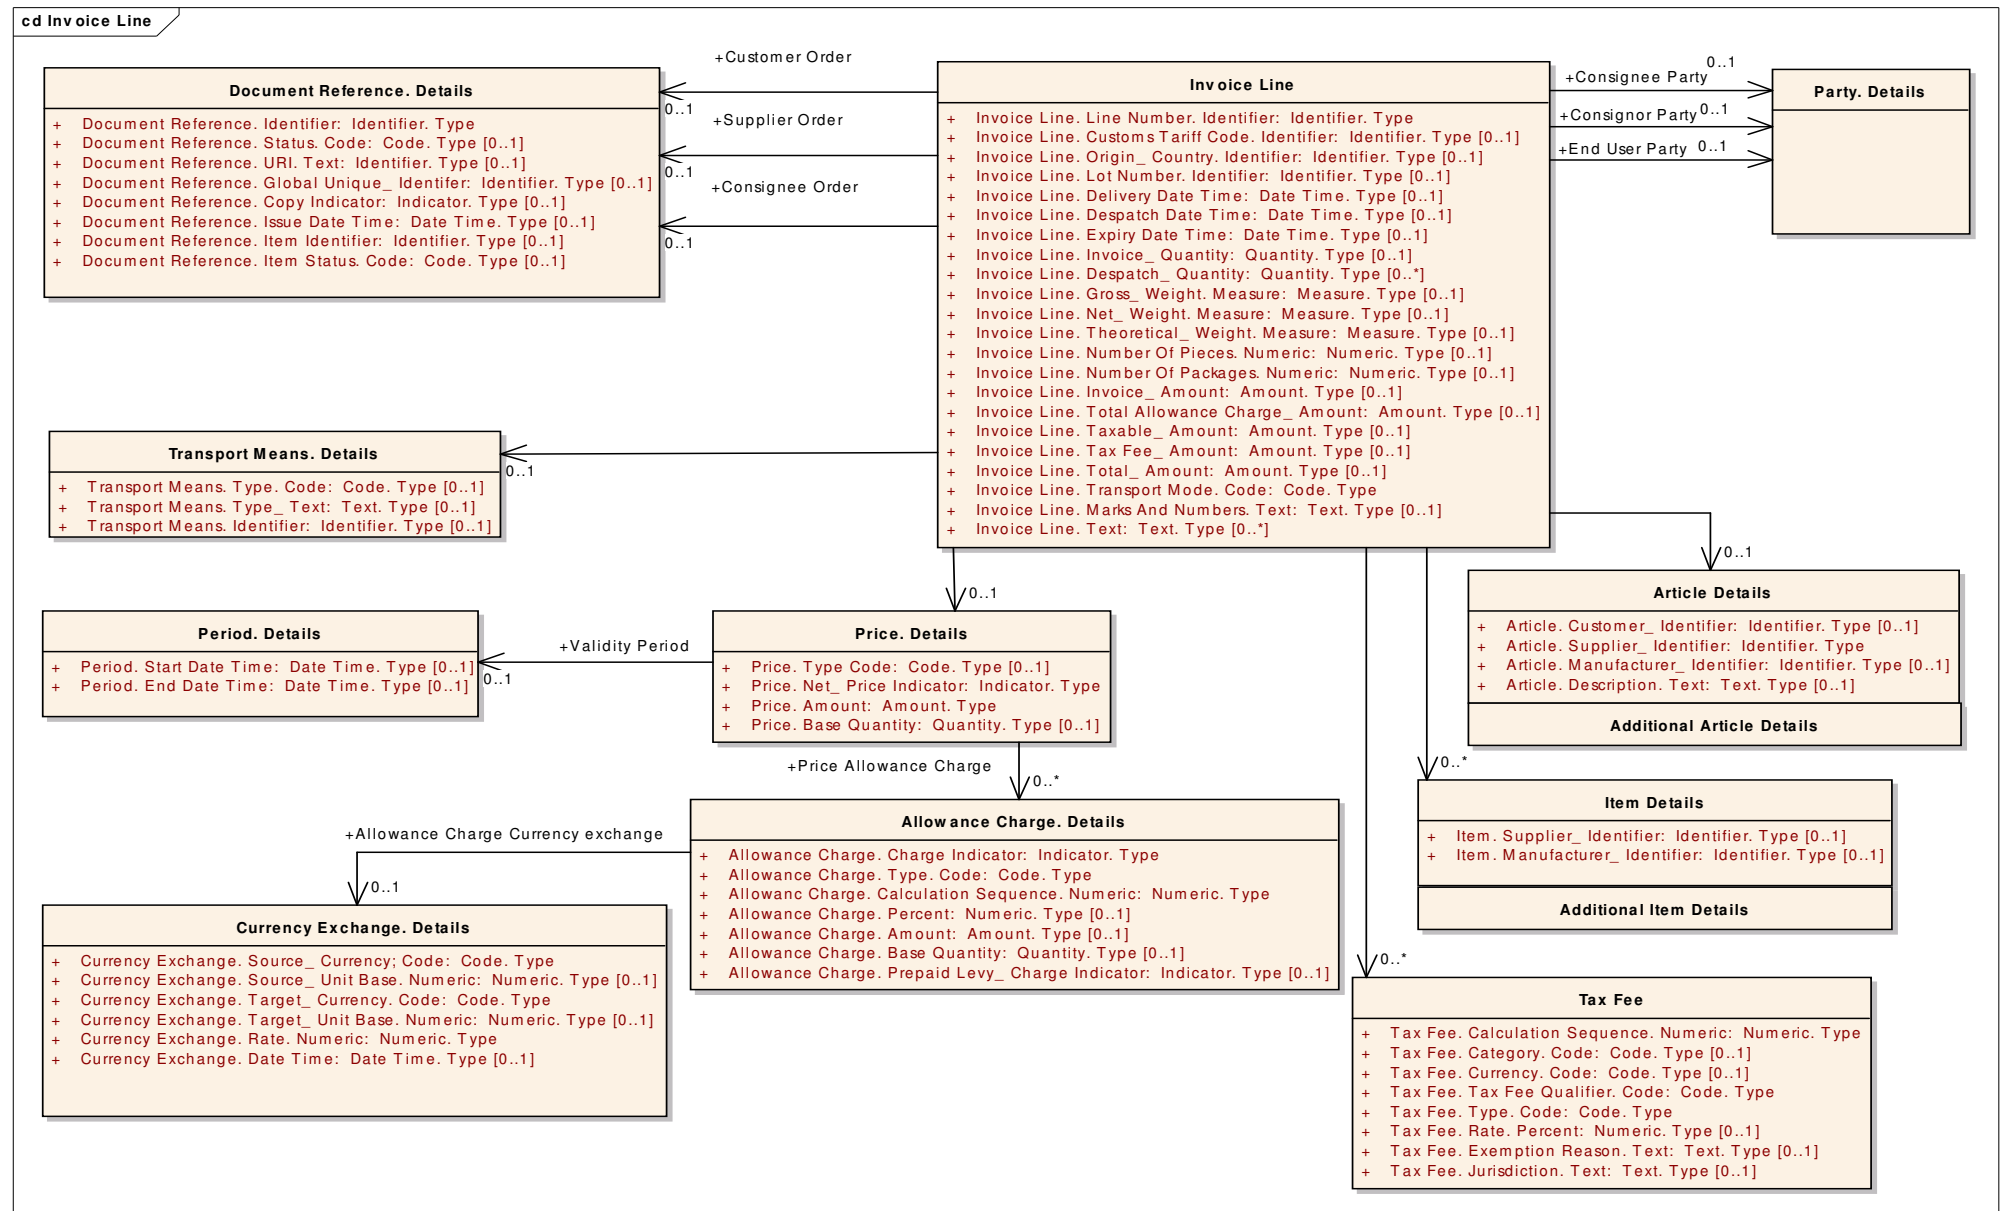 cd Invoice Line
+Customer Order
0..1
+Supplier Order
0..1
+Consignee Order
0..1
Document Reference. Details
+ Document Reference. Identifier: Identifier. Type
+ Document Reference. Status. Code: Code. Type [0..1]
+ Document Reference. URI. Text: Identifier. Type [0..1]
+ Document Reference. Global Unique_ Identifer: Identifier. Type [0..1]
+ Document Reference. Copy Indicator: Indicator. Type [0..1]
+ Document Reference. Issue Date Time: Date Time. Type [0..1]
+ Document Reference. Item Identifier: Identifier. Type [0..1]
+ Document Reference. Item Status. Code: Code. Type [0..1]
Invoice Line
+ Invoice Line. Line Number. Identifier: Identifier. Type
+ Invoice Line. Customs Tariff Code. Identifier: Identifier. Type [0..1]
+ Invoice Line. Origin_ Country. Identifier: Identifier. Type [0..1]
+ Invoice Line. Lot Number. Identifier: Identifier. Type [0..1]
+ Invoice Line. Delivery Date Time: Date Time. Type [0..1]
+ Invoice Line. Despatch Date Time: Date Time. Type [0..1]
+ Invoice Line. Expiry Date Time: Date Time. Type [0..1]
+ Invoice Line. Invoice_ Quantity: Quantity. Type [0..1]
+ Invoice Line. Despatch_ Quantity: Quantity. Type [0..*]
+ Invoice Line. Gross_ Weight. Measure: Measure. Type [0..1]
+ Invoice Line. Net_ Weight. Measure: Measure. Type [0..1]
+ Invoice Line. Theoretical_ Weight. Measure: Measure. Type [0..1]
+ Invoice Line. Number Of Pieces. Numeric: Numeric. Type [0..1]
+ Invoice Line. Number Of Packages. Numeric: Numeric. Type [0..1]
+ Invoice Line. Invoice_ Amount: Amount. Type [0..1]
+ Invoice Line. Total Allowance Charge_ Amount: Amount. Type [0..1]
+ Invoice Line. Taxable_ Amount: Amount. Type [0..1]
+ Invoice Line. Tax Fee_ Amount: Amount. Type [0..1]
+ Invoice Line. Total_ Amount: Amount. Type [0..1]
+ Invoice Line. Transport Mode. Code: Code. Type
+ Invoice Line. Marks And Numbers. Text: Text. Type [0..1]
+ Invoice Line. Text: Text. Type [0..*]
0..1
+Consignee Party
+Consignor Party 0..1
+End User Party 0..1
Party. Details
Transport Means. Details
+ Transport Means. Type. Code: Code. Type [0..1]
+ Transport Means. Type_ Text: Text. Type [0..1]
+ Transport Means. Identifier: Identifier. Type [0..1]
0..1
0..1
0..1
Article Details
+ Article. Customer_ Identifier: Identifier. Type [0..1]
+ Article. Supplier_ Identifier: Identifier. Type
+ Article. Manufacturer_ Identifier: Identifier. Type [0..1]
+ Article. Description. Text: Text. Type [0..1]
Additional Article Details
Period. Details
+ Period. Start Date Time: Date Time. Type [0..1]
+ Period. End Date Time: Date Time. Type [0..1]
+Validity Period
0..1
Price. Details
+ Price. Type Code: Code. Type [0..1]
+ Price. Net_ Price Indicator: Indicator. Type
+ Price. Amount: Amount. Type
+ Price. Base Quantity: Quantity. Type [0..1]
+Price Allowance Charge
0..*
0..*
Item Details
+ Item. Supplier_ Identifier: Identifier. Type [0..1]
+ Item. Manufacturer_ Identifier: Identifier. Type [0..1]
Additional Item Details
+Allowance Charge Currency exchange
0..1
Allowance Charge. Details
+ Allowance Charge. Charge Indicator: Indicator. Type
+ Allowance Charge. Type. Code: Code. Type
+ Allowanc Charge. Calculation Sequence. Numeric: Numeric. Type
+ Allowance Charge. Percent: Numeric. Type [0..1]
+ Allowance Charge. Amount: Amount. Type [0..1]
+ Allowance Charge. Base Quantity: Quantity. Type [0..1]
+ Allowance Charge. Prepaid Levy_ Charge Indicator: Indicator. Type [0..1]
Currency Exchange. Details
+ Currency Exchange. Source_ Currency; Code: Code. Type
+ Currency Exchange. Source_ Unit Base. Numeric: Numeric. Type [0..1]
+ Currency Exchange. Target_ Currency. Code: Code. Type
+ Currency Exchange. Target_ Unit Base. Numeric: Numeric. Type [0..1]
+ Currency Exchange. Rate. Numeric: Numeric. Type
+ Currency Exchange. Date Time: Date Time. Type [0..1]
0..*
Tax Fee
+ Tax Fee. Calculation Sequence. Numeric: Numeric. Type
+ Tax Fee. Category. Code: Code. Type [0..1]
+ Tax Fee. Currency. Code: Code. Type [0..1]
+ Tax Fee. Tax Fee Qualifier. Code: Code. Type
+ Tax Fee. Type. Code: Code. Type
+ Tax Fee. Rate. Percent: Numeric. Type [0..1]
+ Tax Fee. Exemption Reason. Text: Text. Type [0..1]
+ Tax Fee. Jurisdiction. Text: Text. Type [0..1]